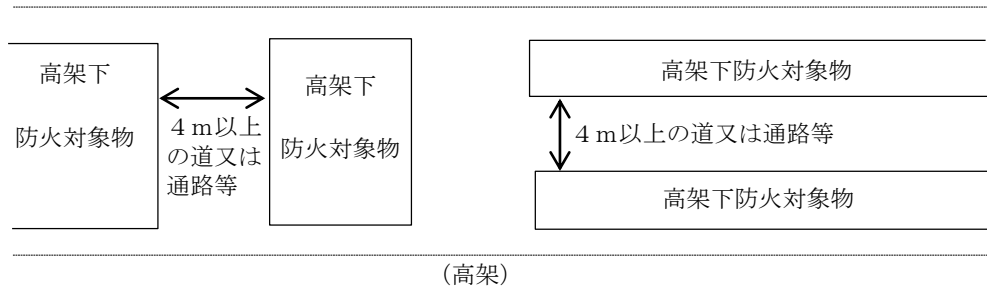 高架下
防火対象物
４ｍ以上
の道又は
通路等
高架下
防火対象物
高架下防火対象物
４ｍ以上の道又は通路等
高架下防火対象物
（高架）